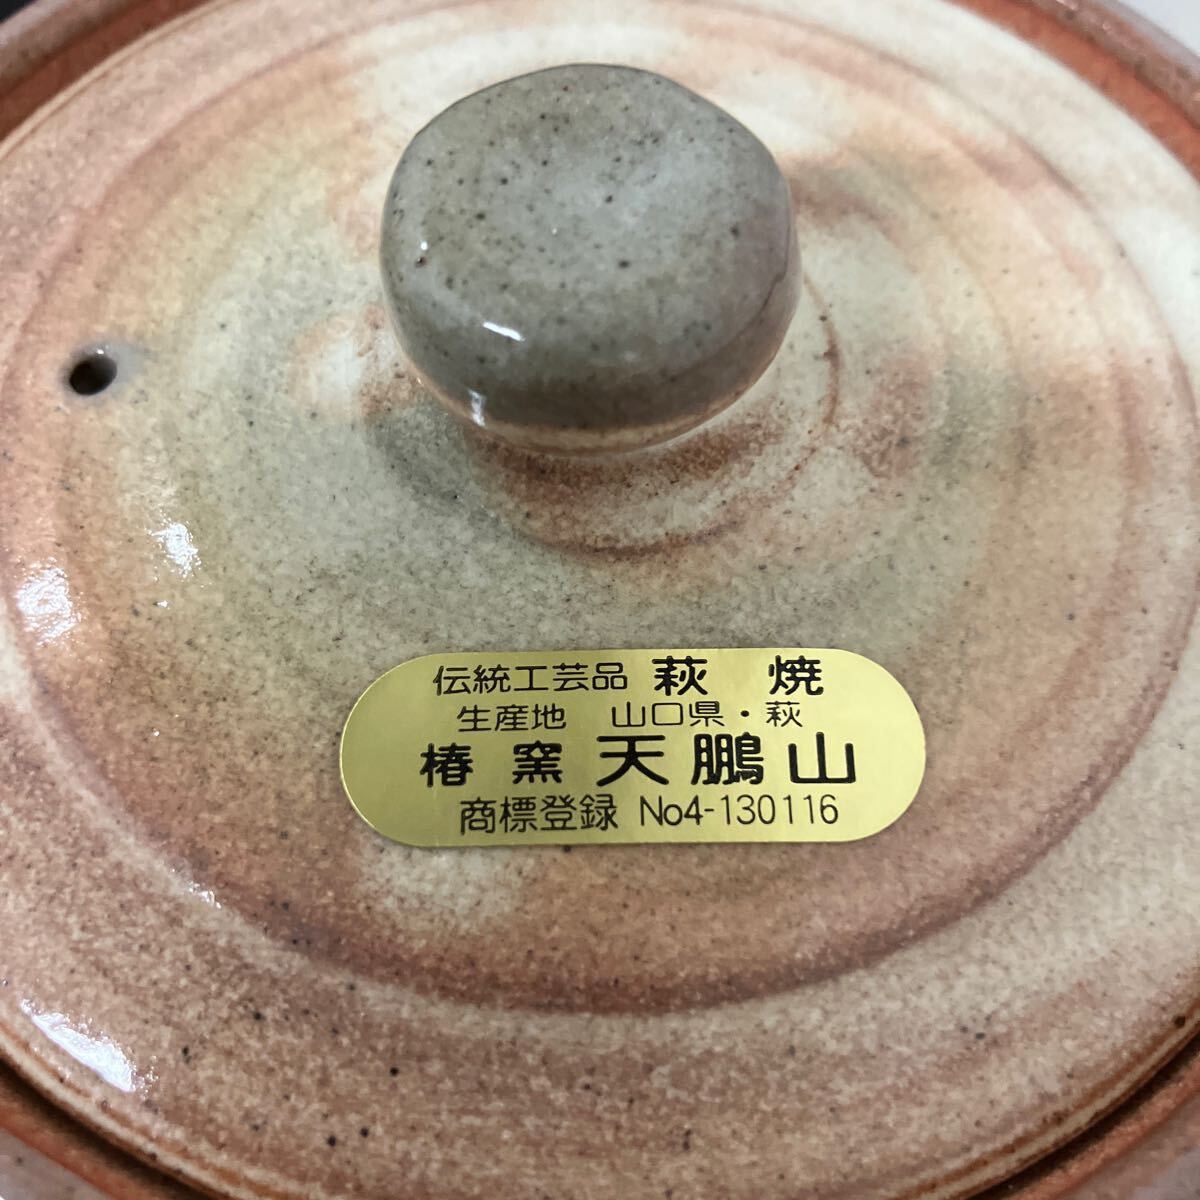 伝統工芸品 萩 焼
生産地 山口県・萩
椿 窯 天鵬山
商標登録 No4-130116